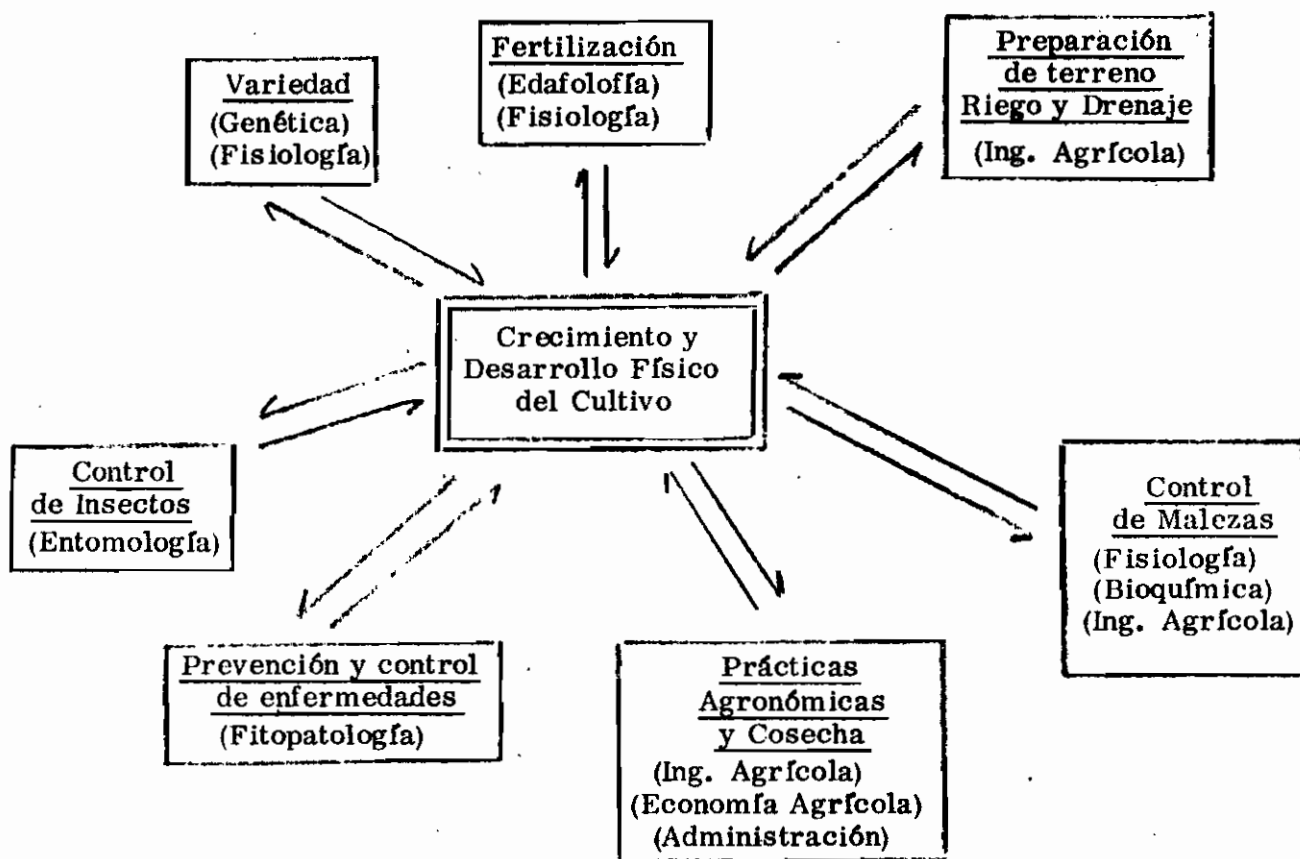 Variedad
(Genética)
(Fisiología)
Fertilización
(Edafoloffa)
(Fisiología)
Preparación
de terreno
Riego y Drenaje
(Ing. Agrícola)
Crecimiento y
Desarrollo Físico
del Cultivo
Control
de Insectos
(Entomología)
Control
de Malczas
(Fisiología)
(Bioquímica)
(Ing. Agrícola)
Prevención y control
de enfermedades
(Fitopatología)
Prácticas
Agronómicas
y Cosecha
(Ing. Agrícola)
(Economía Agrícola)
(Administración)